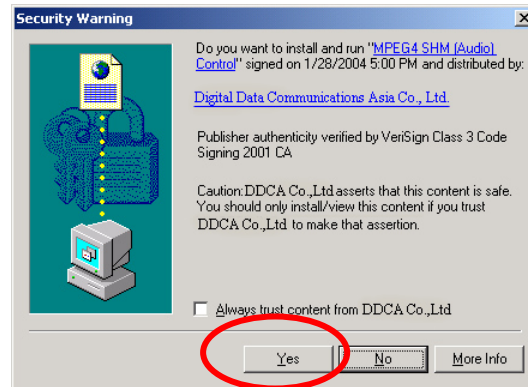 Security Warning
Do you want to install and run "MPEG4 SHM (Audio)
Control" signed on 1/28/2004 5:00 PM and distributed by:
Digital Data Communications Asia Co., Ltd.
Publisher authenticity verified by VeriSign Class 3 Code
Signing 2001 CA
Caution: DDCA Co.,Ltd asserts that this content is safe.
You should only install/view this content if you trust
DDCA Co.,Ltd to make that assertion.
Always trust content from DDCA Co.,Ltd
Yes No More Info